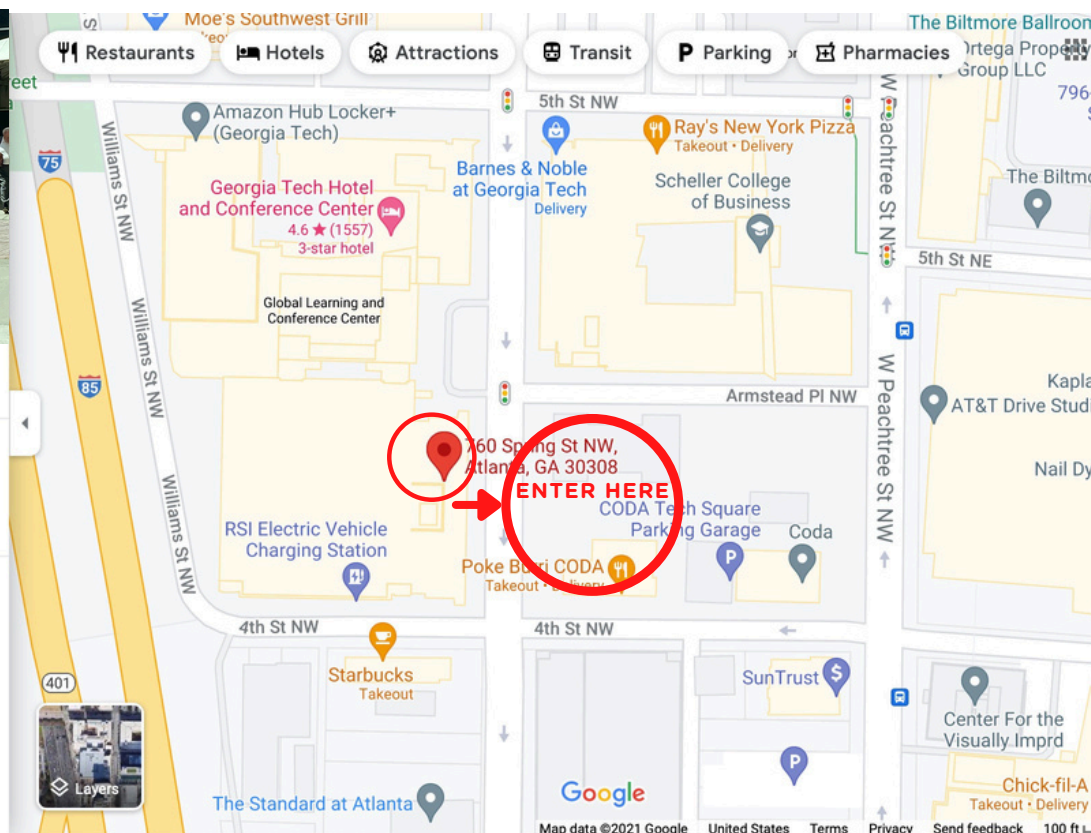 Moe's Southwest Grill
The Biltmore Ballroom
Restaurants
Hotels
Attractions
Transit
P Parking
Pharmacies
Ortega Property
Group LLC
eet
796
Amazon Hub Locker+
(Georgia Tech)
5th St NW
Ray's New York Pizza
Takeout • Delivery
W Peachtree St NW
75
Williams St NW
Barnes & Noble
at Georgia Tech
Delivery
Scheller College
of Business
The Biltmo
Georgia Tech Hotel
and Conference Center
4.6 ★ (1557)
3-star hotel
5th St NE
Global Learning and
Conference Center
Williams St NW
85
Armstead Pl NW
W Peachtree St NW
Kapla
AT&T Drive Studi
760 Spring St NW,
Atlanta, GA 30308
ENTER HERE
Nail Dy
Williams St NW
CODA Tech Square
Parking Garage
P
Coda
RSI Electric Vehicle
Charging Station
Poke Burri CODA
Takeout • Delivery
4th St NW
4th St NW
Starbucks
Takeout
SunTrust
$
401
Center For the
Visually Imprd
P
Layers
The Standard at Atlanta
Google
Chick-fil-A
Takeout • Delivery
Map data ©2021 Google United States Terms Privacy Send feedback 100 ft